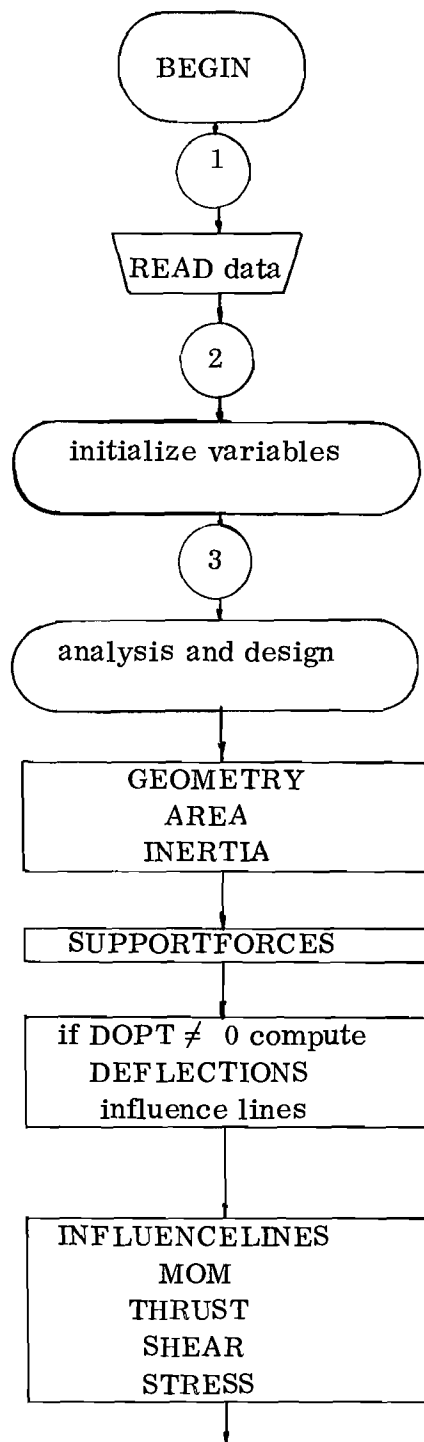 BEGIN
1
READ data
2
initialize variables
3
analysis and design
GEOMETRY
AREA
INERTIA
SUPPORTFORCES
if DOPT ≠ 0 compute
DEFLECTIONS
influence lines
INFLUENCELINES
MOM
THRUST
SHEAR
STRESS